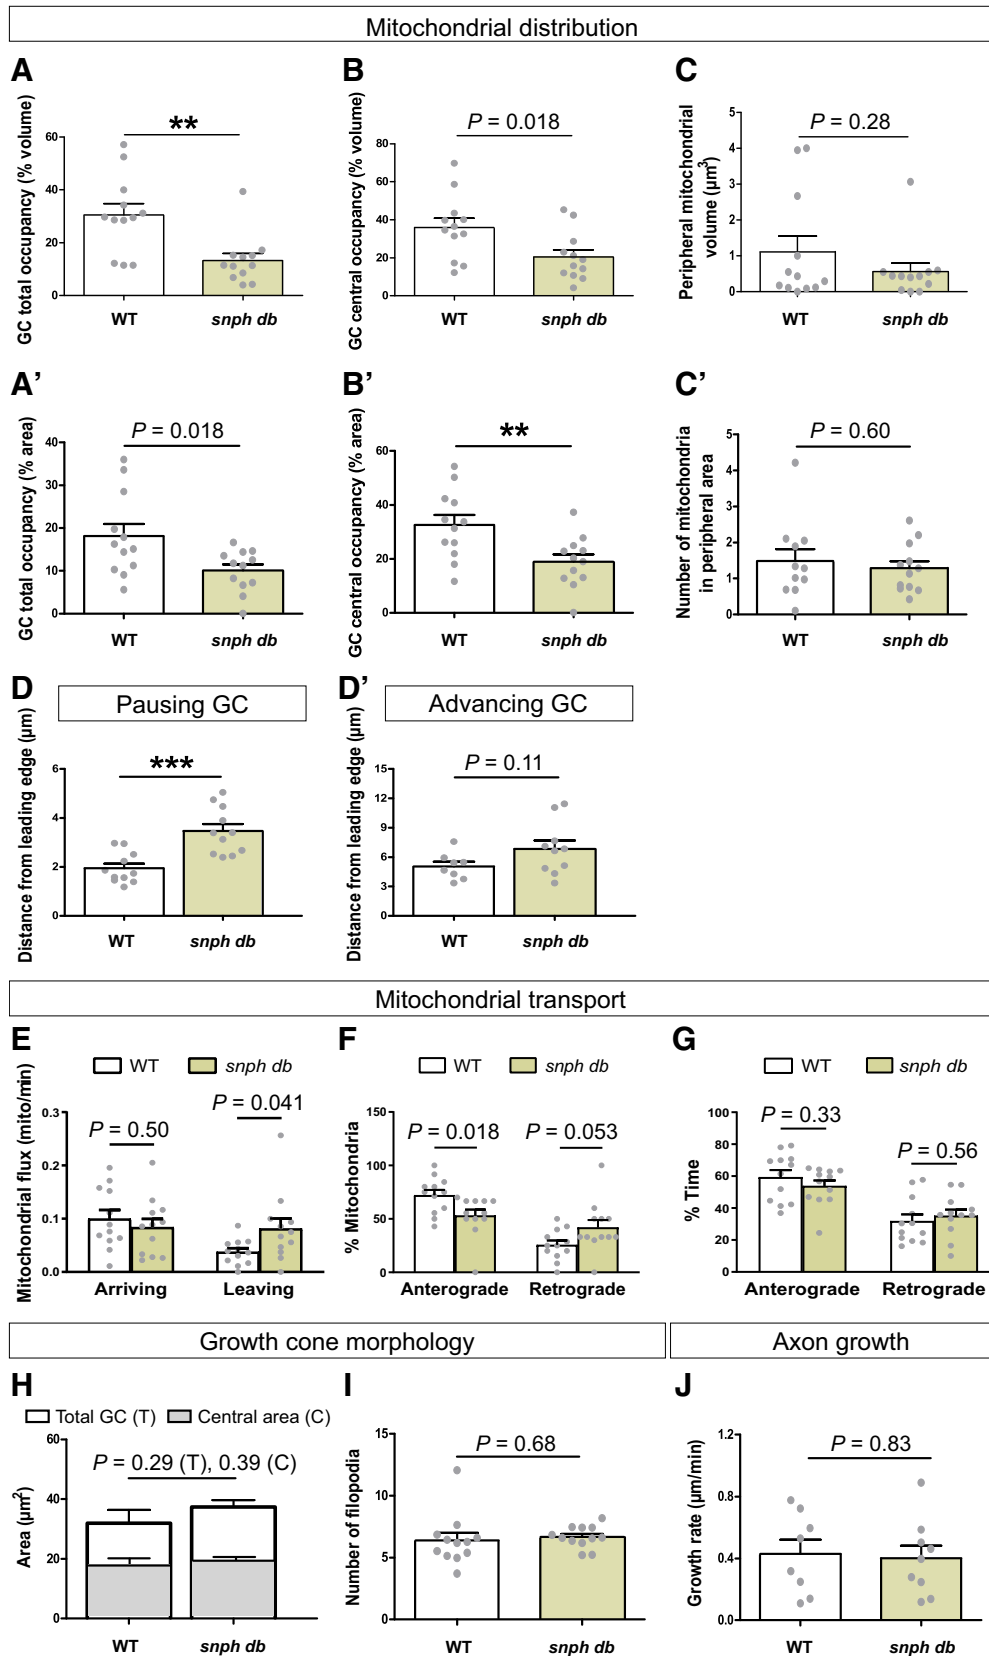 Mitochondrial distribution
A
GC total occupancy (% volume)
60
40
20
0
**
WT
snph db
B
GC central occupancy (% volume)
80
60
40
20
0
P = 0.018
WT
snph db
C
Peripheral mitochondrial
volume (µm³)
5
4
3
2
1
0
P = 0.28
WT
snph db
A'
GC total occupancy (% area)
40
30
20
10
0
P = 0.018
WT
snph db
B'
GC central occupancy (% area)
60
40
20
0
**
WT
snph db
C'
Number of mitochondria
in peripheral area
5
4
3
2
1
0
P = 0.60
WT
snph db
D
Pausing GC
Distance from leading edge (µm)
6
4
2
0
***
WT
snph db
D'
Advancing GC
Distance from leading edge (µm)
15
12
9
6
3
0
P = 0.11
WT
snph db
Mitochondrial transport
E
WT
snph db
Mitochondrial flux (mito/min)
0.3
0.2
0.1
0.0
P = 0.50
P = 0.041
Arriving
Leaving
F
WT
snph db
% Mitochondria
150
100
50
0
P = 0.018
P = 0.053
Anterograde
Retrograde
G
WT
snph db
% Time
100
80
60
40
20
0
P = 0.33
P = 0.56
Anterograde
Retrograde
Growth cone morphology
Axon growth
H
Total GC (T)
Central area (C)
Area (µm²)
60
40
20
0
P = 0.29 (T), 0.39 (C)
WT
snph db
I
Number of filopodia
15
10
5
0
P = 0.68
WT
snph db
J
Growth rate (µm/min)
1.2
0.8
0.4
0.0
P = 0.83
WT
snph db